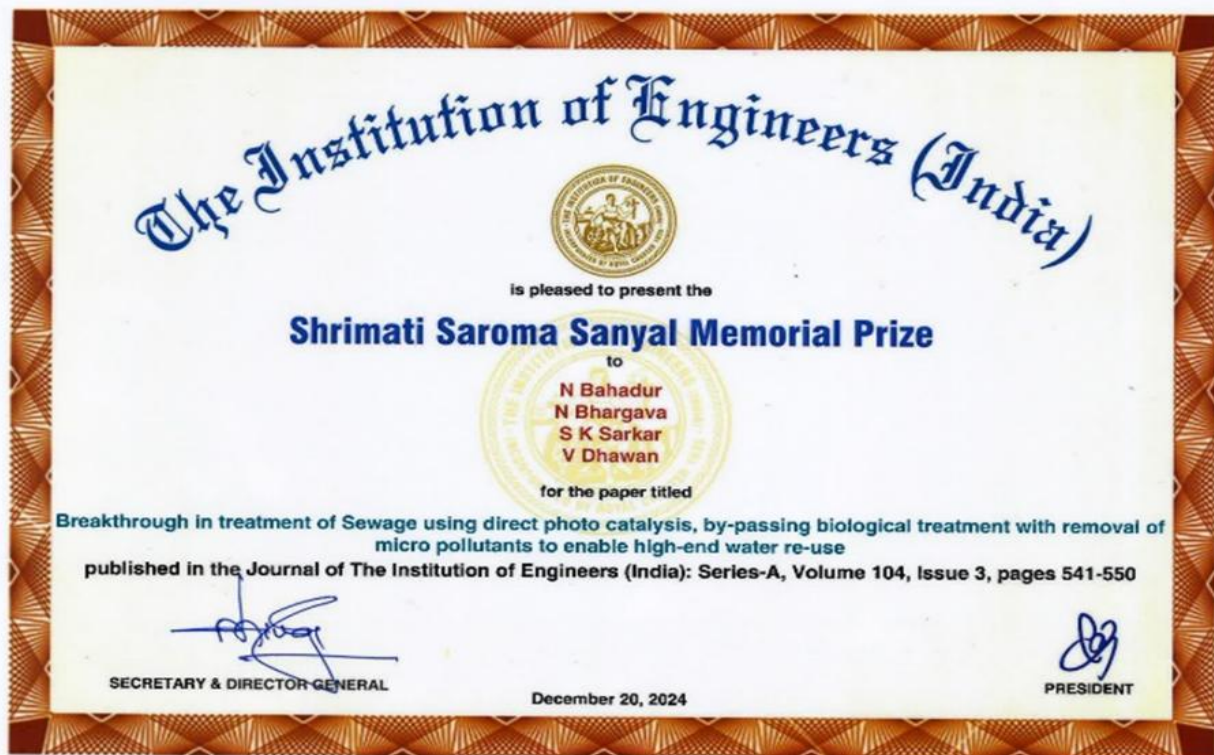 The Institution of Engineers (India)
is pleased to present the
Shrimati Saroma Sanyal Memorial Prize
to
N Bahadur
N Bhargava
S K Sarkar
V Dhawan
for the paper titled
Breakthrough in treatment of Sewage using direct photo catalysis, by-passing biological treatment with removal of
micro pollutants to enable high-end water re-use
published in the Journal of The Institution of Engineers (India): Series-A, Volume 104, Issue 3, pages 541-550
SECRETARY & DIRECTOR GENERAL
PRESIDENT
December 20, 2024